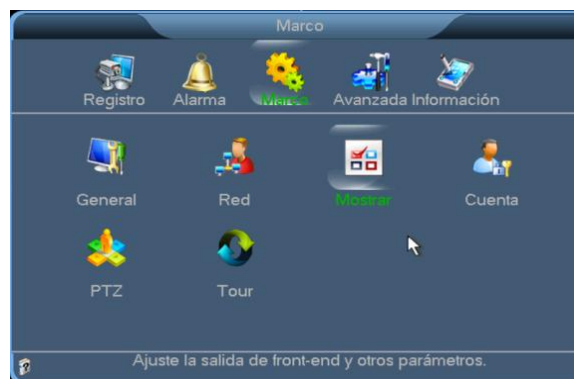 Marco
Registro Alarma Marco Avanzada Información
General Red Mostrar Cuenta
PTZ Tour
Ajuste la salida de front-end y otros parámetros.